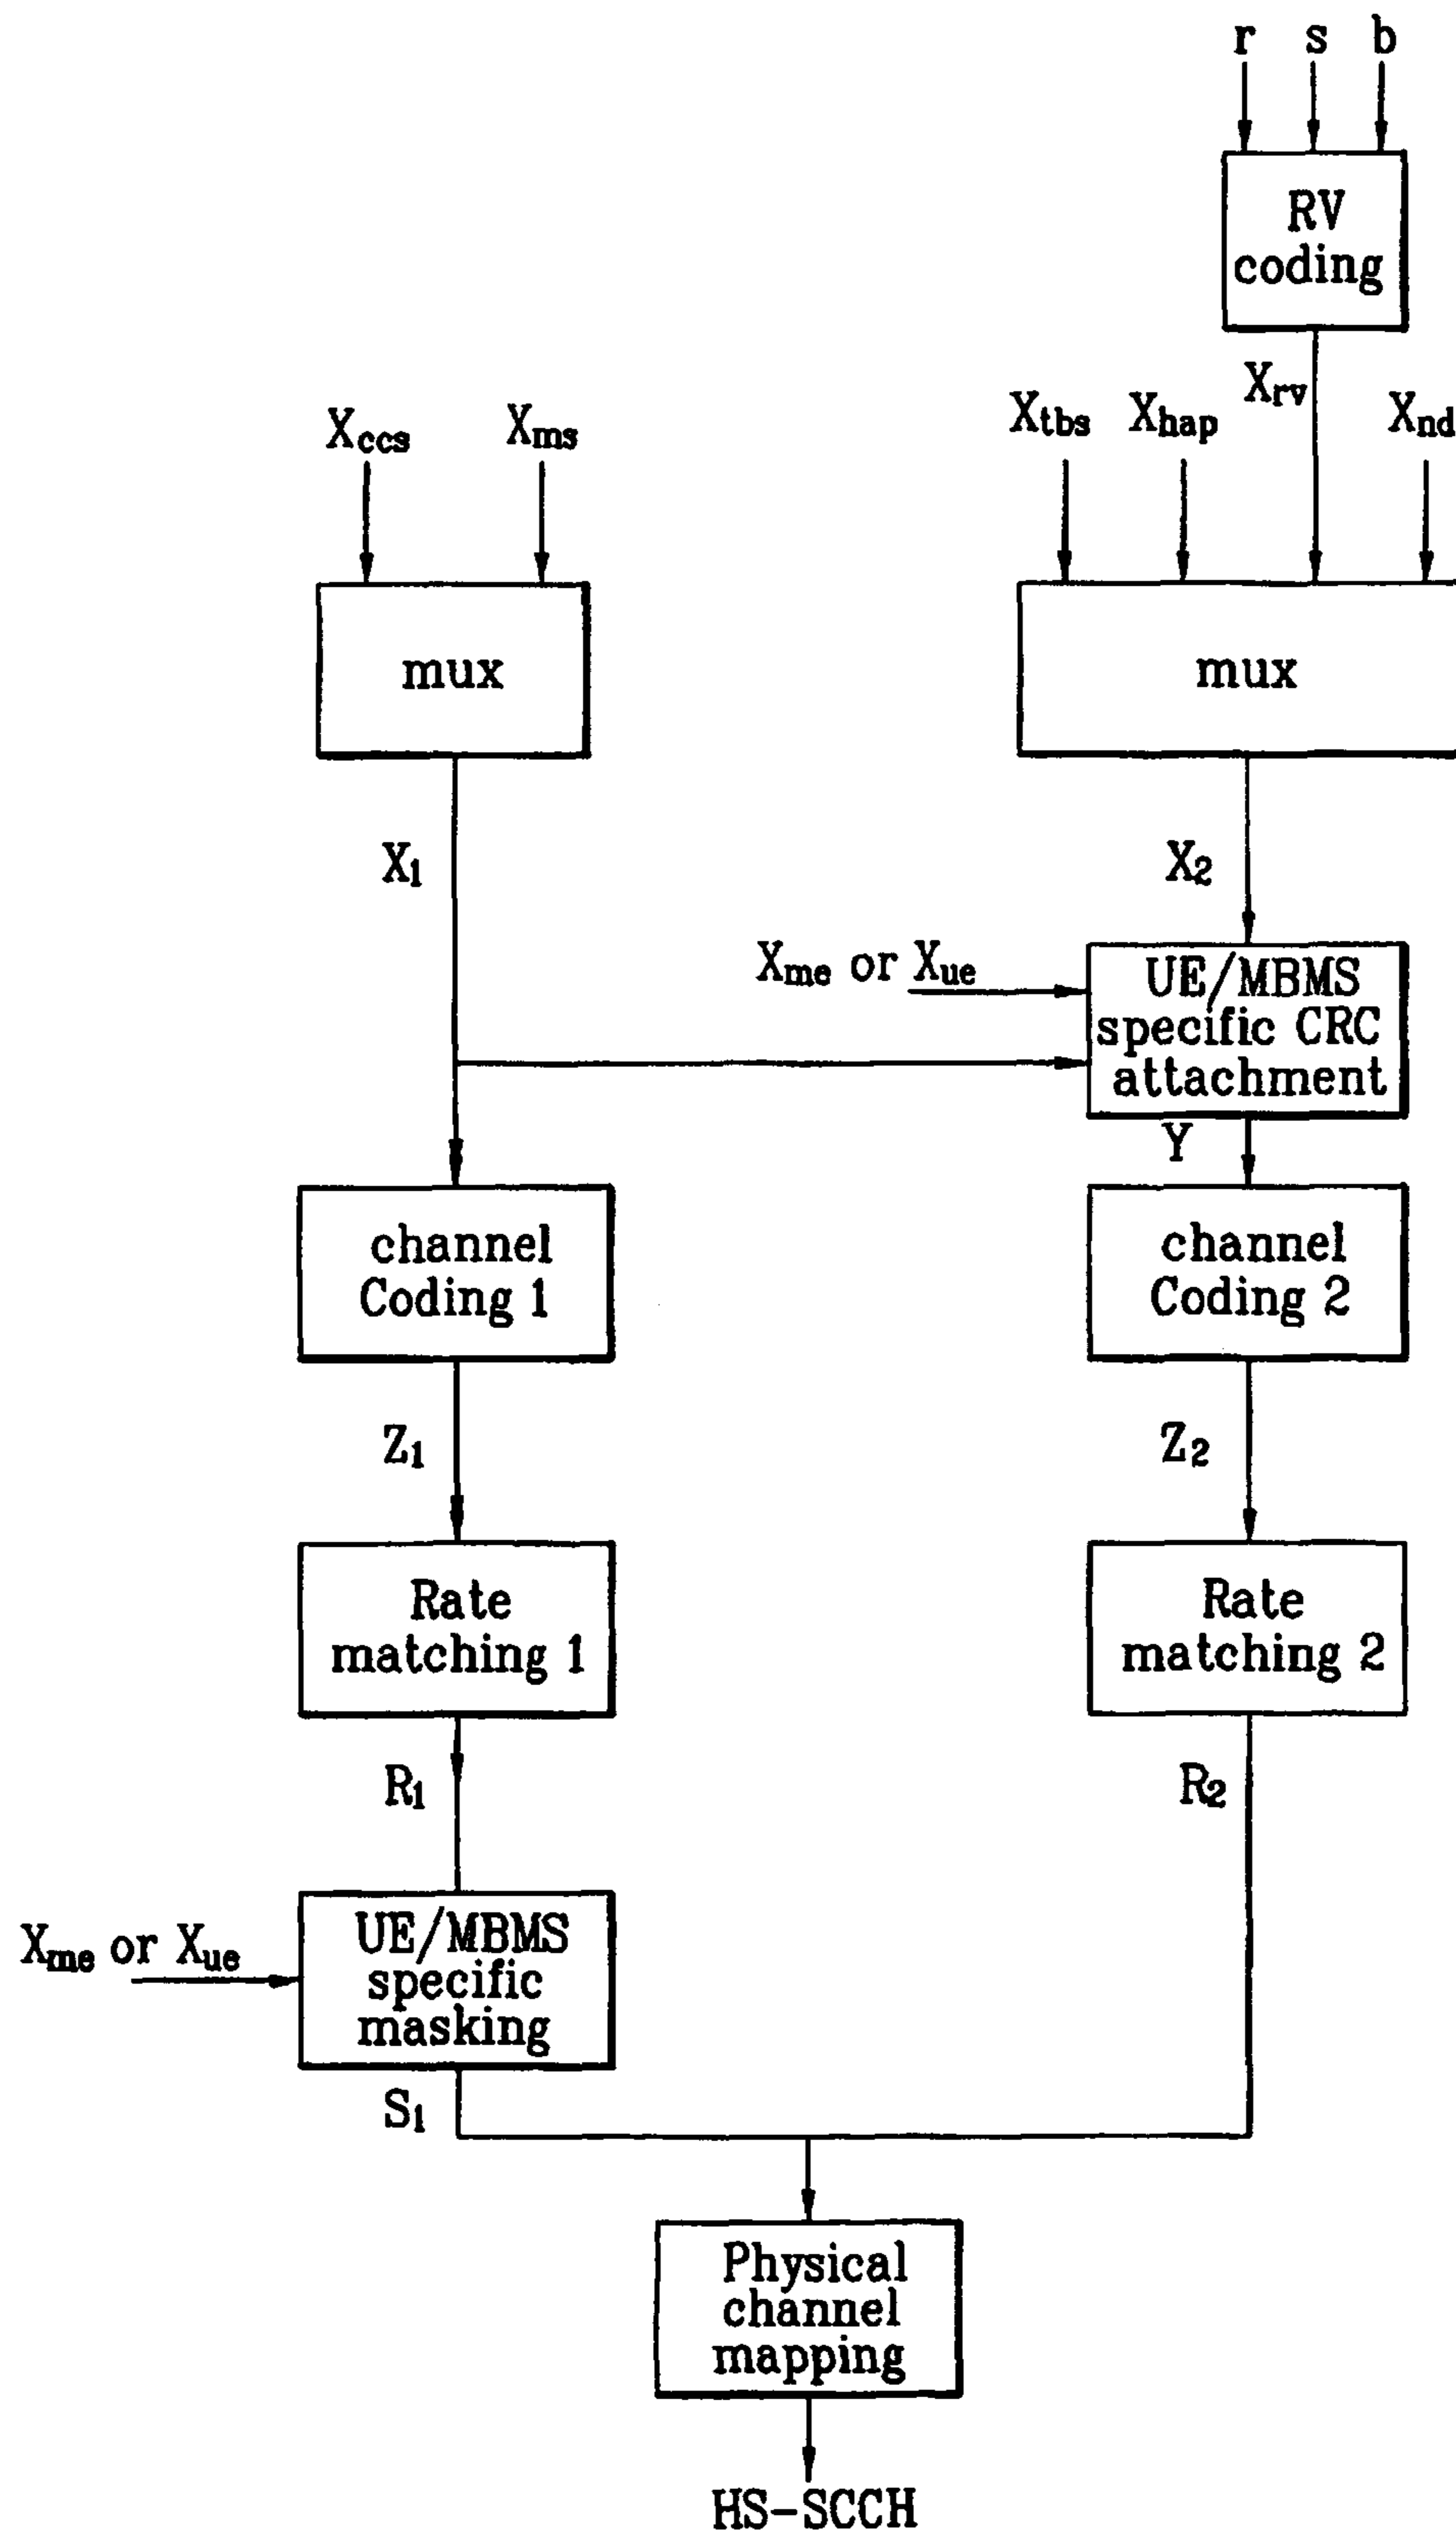 r s b
RV
coding
Xrv
Xccs Xms
Xtbs Xhap Xnd
mux
mux
X1
X2
Xme or Xue
UE/MBMS
specific CRC
attachment
Y
channel
Coding 1
channel
Coding 2
Z1
Z2
Rate
matching 1
Rate
matching 2
R1
R2
Xme or Xue
UE/MBMS
specific
masking
S1
Physical
channel
mapping
HS-SCCH